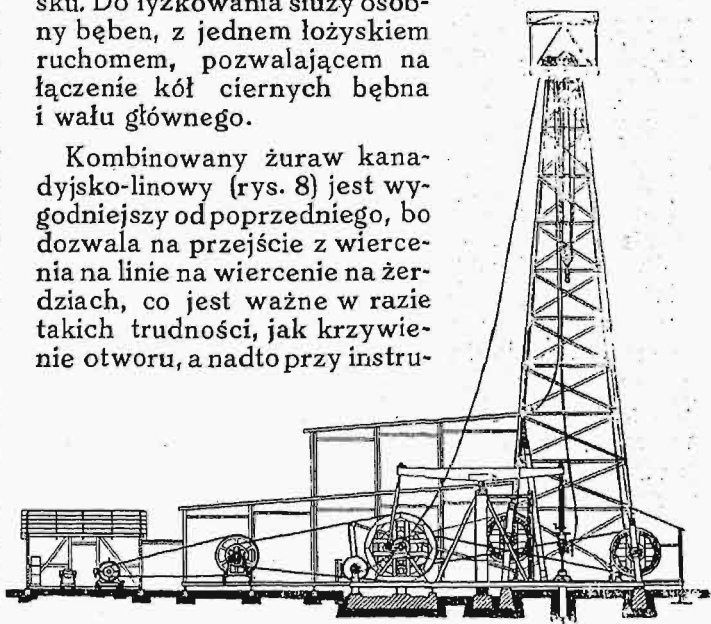 sku. Do łyżkowania służy osob-
ny bęben, z jednem łożyskiem
ruchomem, pozwalającem na
łączenie kół ciernych bębna
i wału głównego.
Kombinowany żuraw kana-
dyjsko-linowy (rys. 8) jest wy-
godniejszy od poprzedniego, bo
dozwala na przejście z wierce-
nia na linie na wiercenie na żer-
dziach, co jest ważne w razie
takich trudności, jak krzywie-
nie otworu, a nadto przy instru-